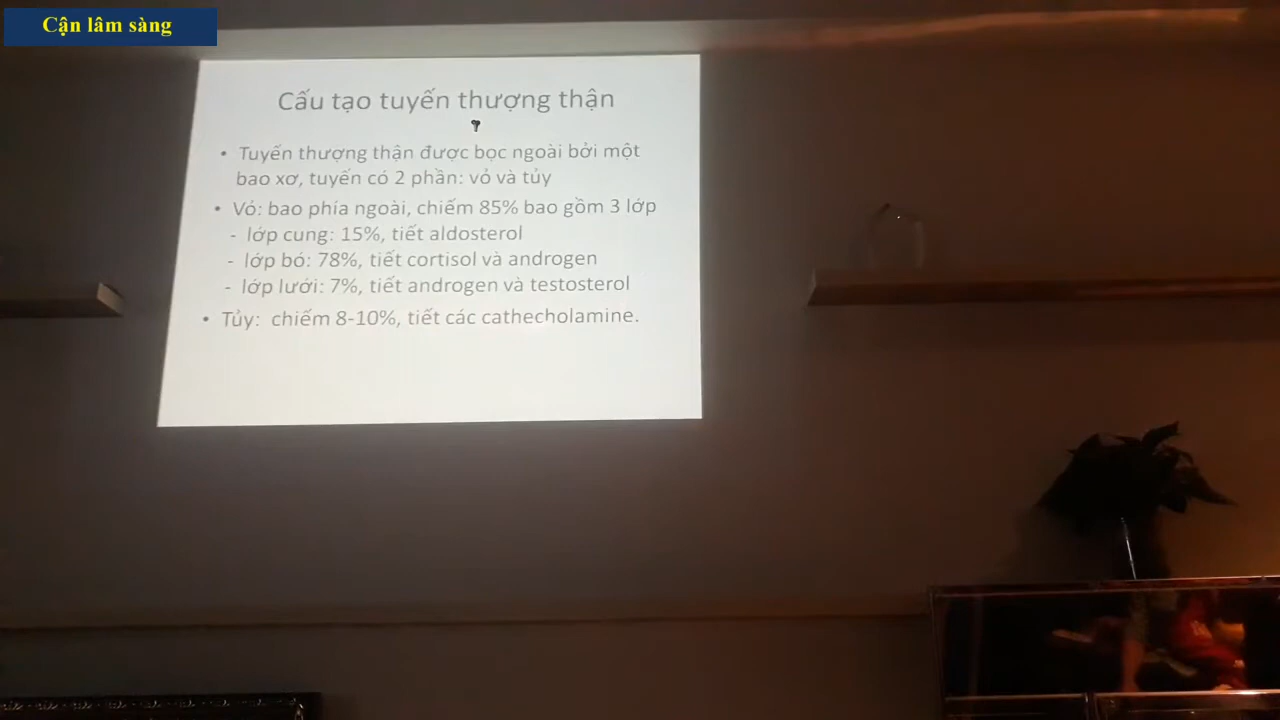 Cận lâm sàng
Cấu tạo tuyến thượng thận
• Tuyến thượng thận được bọc ngoài bởi một
bao xơ, tuyến có 2 phần: vỏ và tủy
• Vỏ: bao phía ngoài, chiếm 85% bao gồm 3 lớp
- lớp cung: 15%, tiết aldosterol
- lớp bó: 78%, tiết cortisol và androgen
- lớp lưới: 7%, tiết androgen và testosterol
• Tủy: chiếm 8-10%, tiết các cathecholamine.